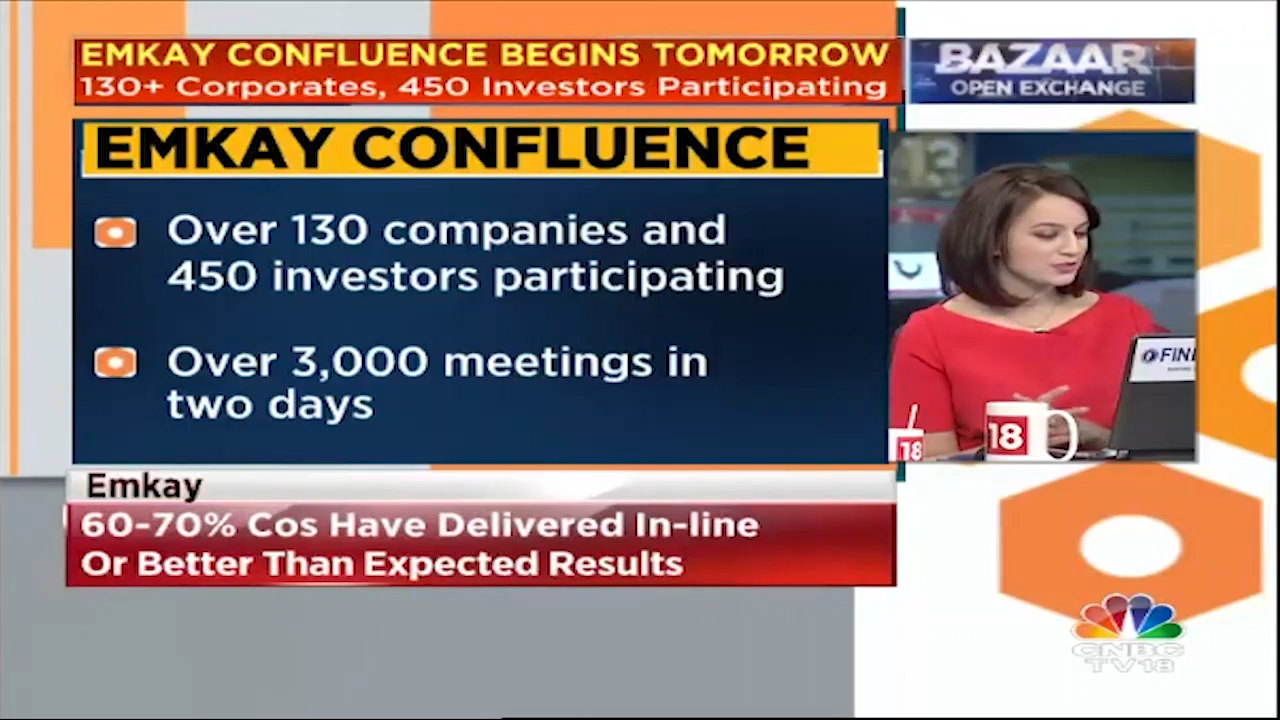 EMKAY CONFLUENCE BEGINS TOMORROW
130+ Corporates, 450 Investors Participating
BAZAAR
OPEN EXCHANGE
EMKAY CONFLUENCE
Over 130 companies and
450 investors participating
Over 3,000 meetings in
two days
FINE
18
18
Emkay
60-70% Cos Have Delivered In-line
Or Better Than Expected Results
CNBC
TV18